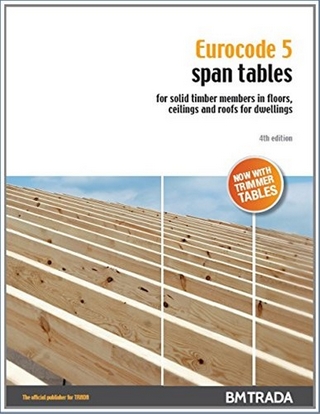 Eurocode 5
span tables
for solid timber members in floors,
ceilings and roofs for dwellings
4th edition
NOW WITH
TRIMMER
TABLES
The official publisher for TRADA
BMTRADA